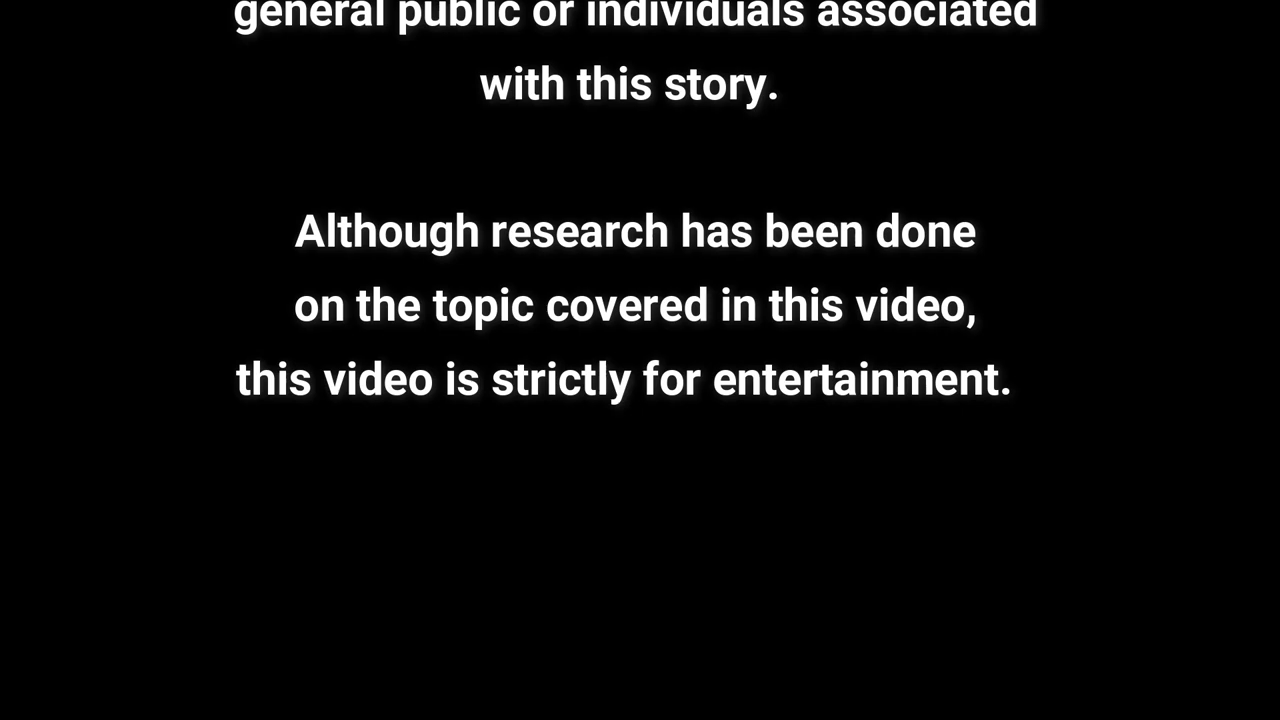 general public or individuals associated
with this story.
Although research has been done
on the topic covered in this video,
this video is strictly for entertainment.